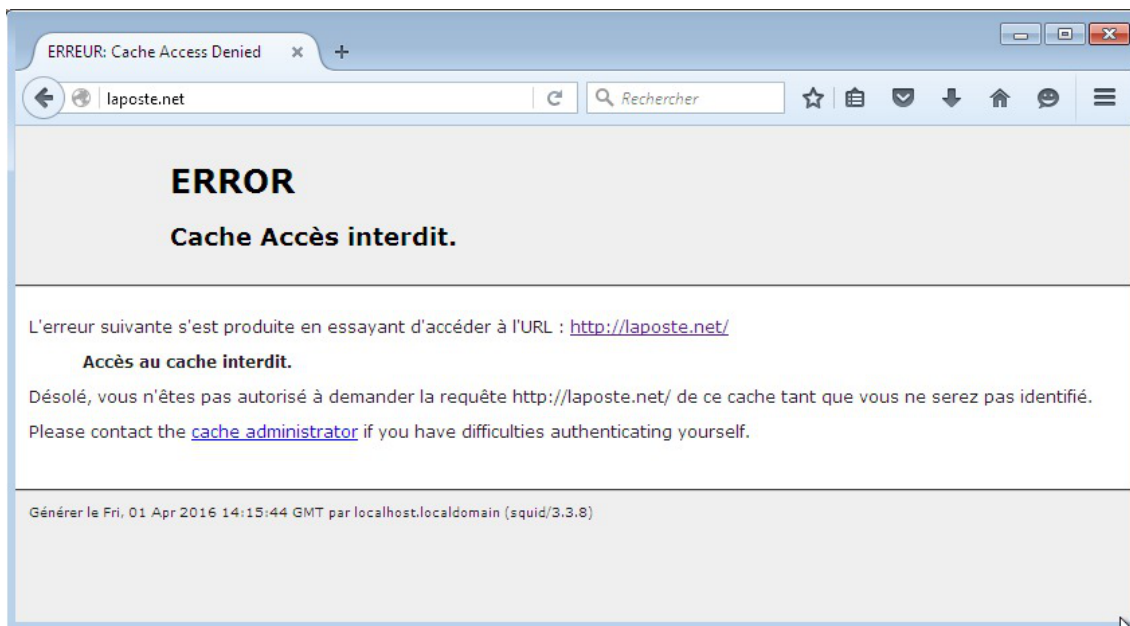 ERREUR: Cache Access Denied
laposte.net
Rechercher
ERROR
Cache Accès interdit.
L'erreur suivante s'est produite en essayant d'accéder à l'URL : http://laposte.net/
Accès au cache interdit.
Désolé, vous n'êtes pas autorisé à demander la requête http://laposte.net/ de ce cache tant que vous ne serez pas identifié.
Please contact the cache administrator if you have difficulties authenticating yourself.
Générer le Fri, 01 Apr 2016 14:15:44 GMT par localhost.localdomain (squid/3.3.8)